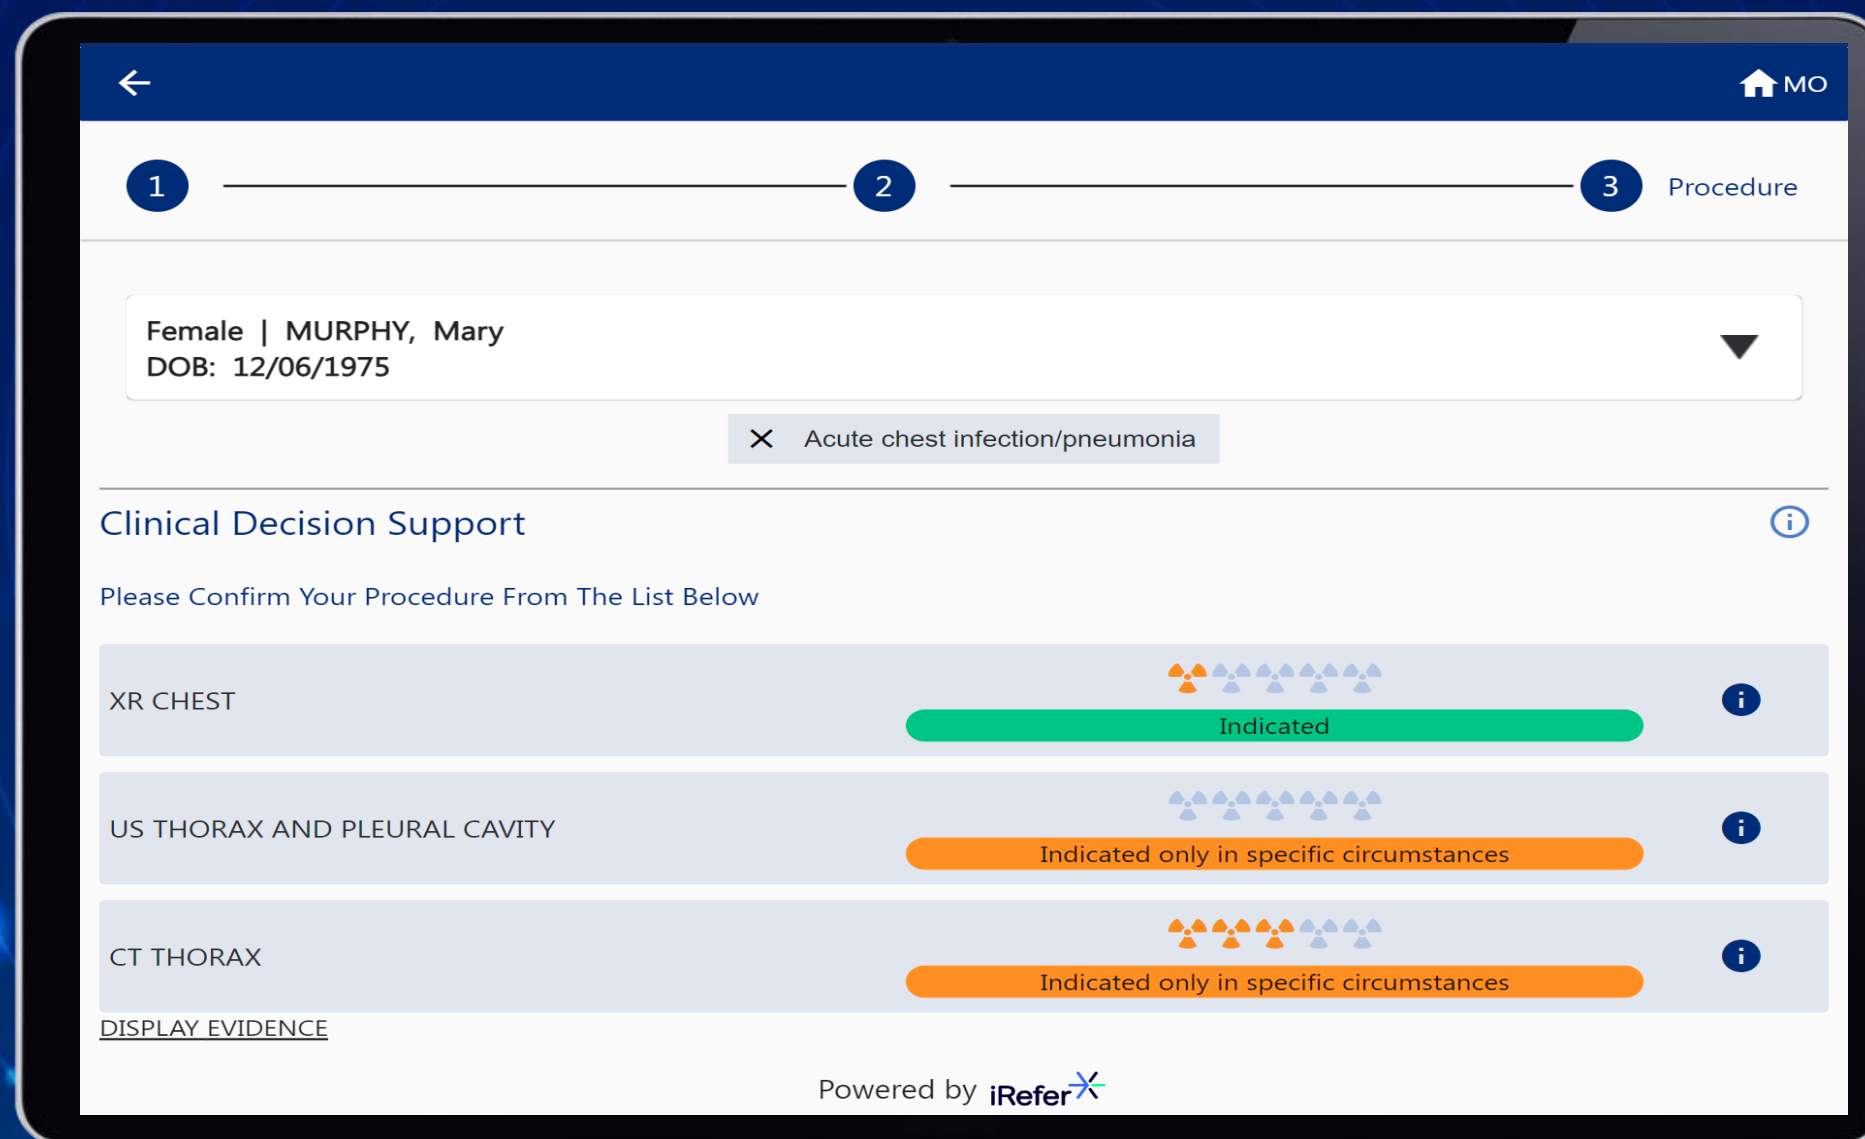 MO
1
2
3 Procedure
Female | MURPHY, Mary
DOB: 12/06/1975
Acute chest infection/pneumonia
Clinical Decision Support
Please Confirm Your Procedure From The List Below
XR CHEST
Indicated
US THORAX AND PLEURAL CAVITY
Indicated only in specific circumstances
CT THORAX
Indicated only in specific circumstances
DISPLAY EVIDENCE
Powered by iRefer